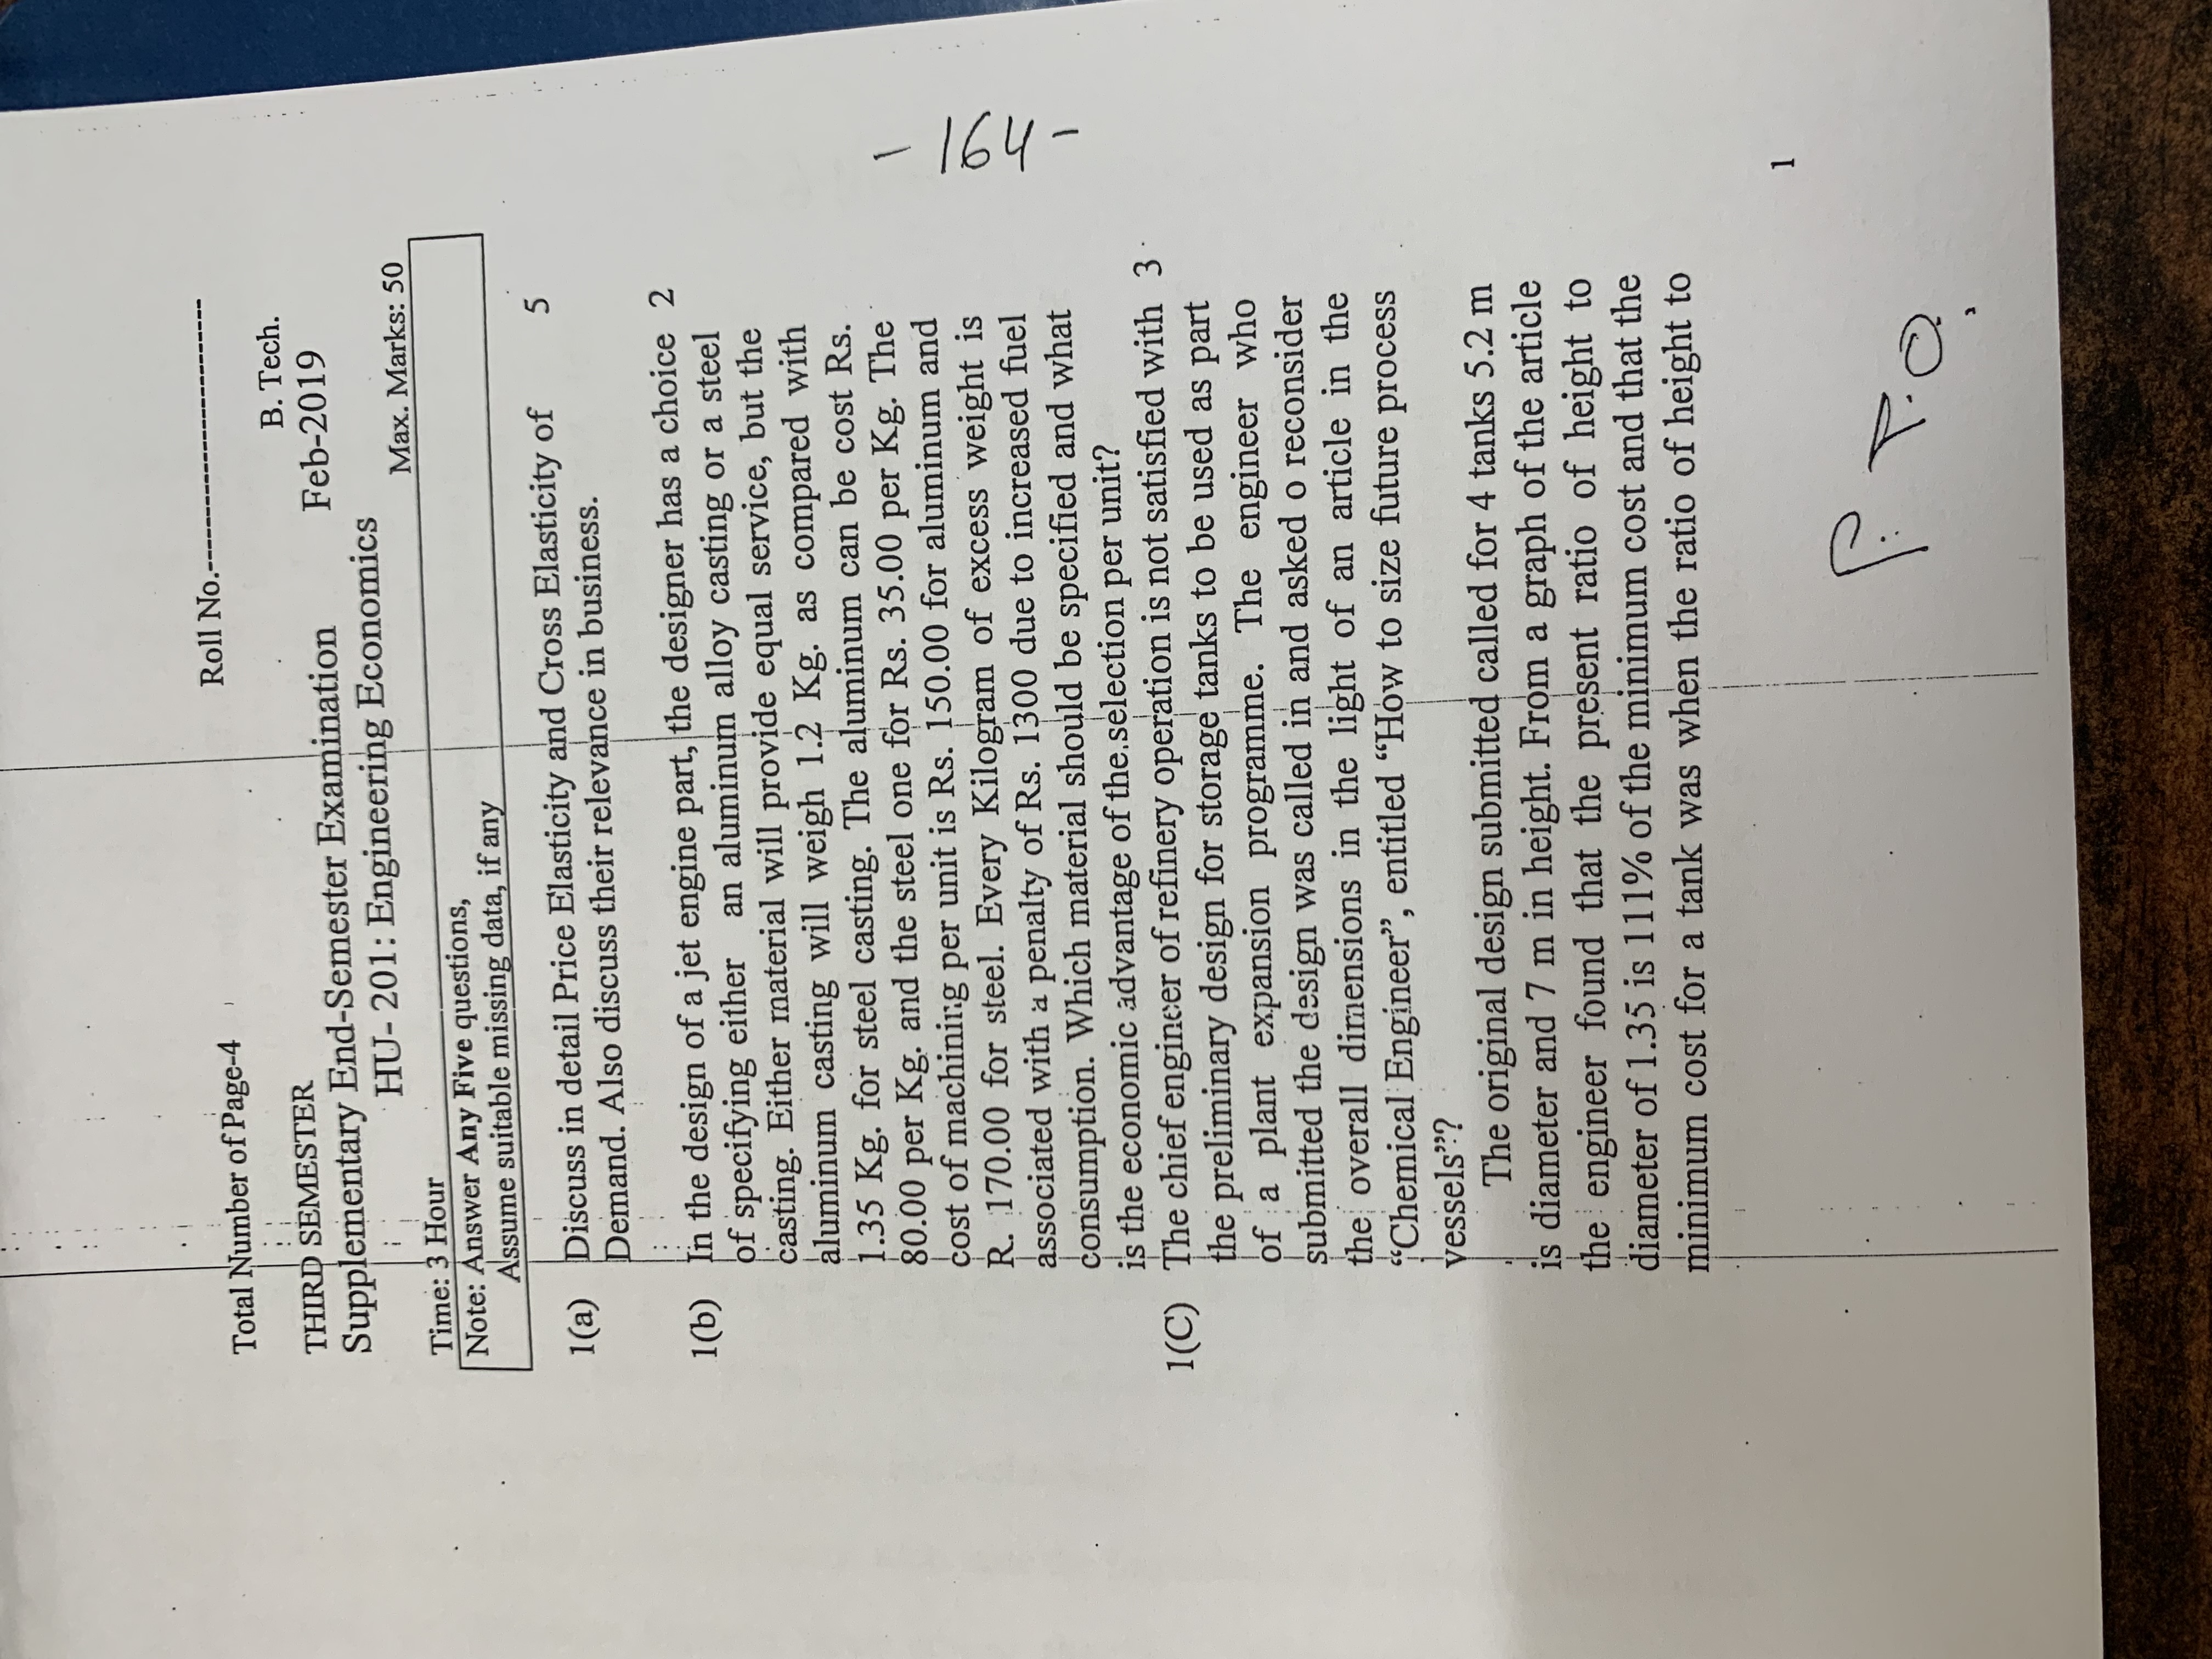 Total Number of Page-4
Roll No.------------------------
B. Tech.
THIRD SEMESTER
Supplementary End-Semester Examination Feb-2019
HU- 201: Engineering Economics
Max. Marks: 50
Time: 3 Hour
Note: Answer Any Five questions,
Assume suitable missing data, if any
1(a) Discuss in detail Price Elasticity and Cross Elasticity of 5
Demand. Also discuss their relevance in business.
1(b) In the design of a jet engine part, the designer has a choice 2
of specifying either an aluminum alloy casting or a steel
casting. Either material will provide equal service, but the
aluminum casting will weigh 1.2 Kg. as compared with
1.35 Kg. for steel casting. The aluminum can be cost Rs.
80.00 per Kg. and the steel one for Rs. 35.00 per Kg. The
cost of machining per unit is Rs. 150.00 for aluminum and
R. 170.00 for steel. Every Kilogram of excess weight is
associated with a penalty of Rs. 1300 due to increased fuel
consumption. Which material should be specified and what
is the economic advantage of the selection per unit?
1(C) The chief engineer of refinery operation is not satisfied with 3
the preliminary design for storage tanks to be used as part
of a plant expansion programme. The engineer who
submitted the design was called in and asked o reconsider
the overall dimensions in the light of an article in the
“Chemical Engineer”, entitled “How to size future process
vessels”?
The original design submitted called for 4 tanks 5.2 m
is diameter and 7 m in height. From a graph of the article
the engineer found that the present ratio of height to
diameter of 1.35 is 111% of the minimum cost and that the
minimum cost for a tank was when the ratio of height to
- 164 -
1
P. T. O.